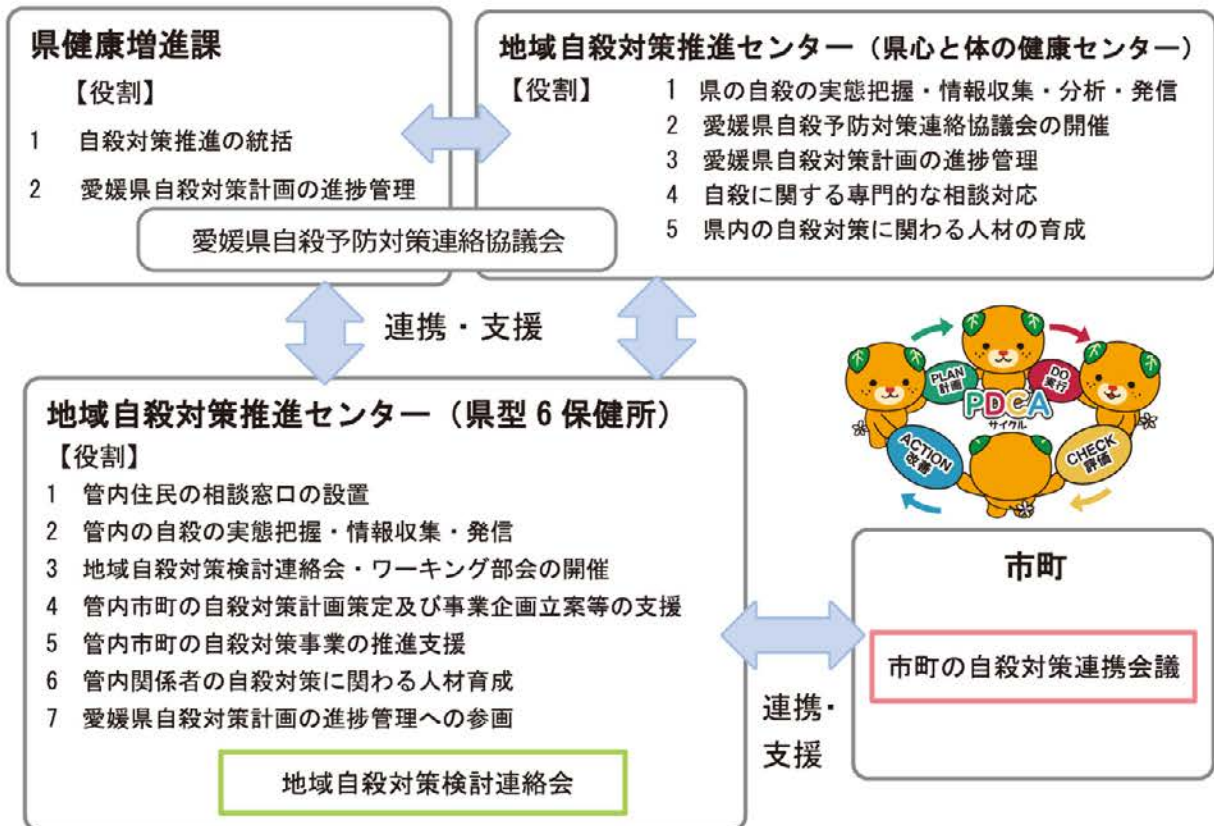 県健康増進課
【役割】
1 自殺対策推進の統括
2 愛媛県自殺対策計画の進捗管理
地域自殺対策推進センター（県心と体の健康センター）
【役割】
1 県の自殺の実態把握・情報収集・分析・発信
2 愛媛県自殺予防対策連絡協議会の開催
3 愛媛県自殺対策計画の進捗管理
4 自殺に関する専門的な相談対応
5 県内の自殺対策に関わる人材の育成
愛媛県自殺予防対策連絡協議会
連携・支援
地域自殺対策推進センター（県型6保健所）
【役割】
1 管内住民の相談窓口の設置
2 管内の自殺の実態把握・情報収集・発信
3 地域自殺対策検討連絡会・ワーキング部会の開催
4 管内市町の自殺対策計画策定及び事業企画立案等の支援
5 管内市町の自殺対策事業の推進支援
6 管内関係者の自殺対策に関わる人材育成
7 愛媛県自殺対策計画の進捗管理への参画
地域自殺対策検討連絡会
PLAN
計画
DO
実行
PDCA
サイクル
ACTION
改善
CHECK
評価
連携・
支援
市町
市町の自殺対策連携会議